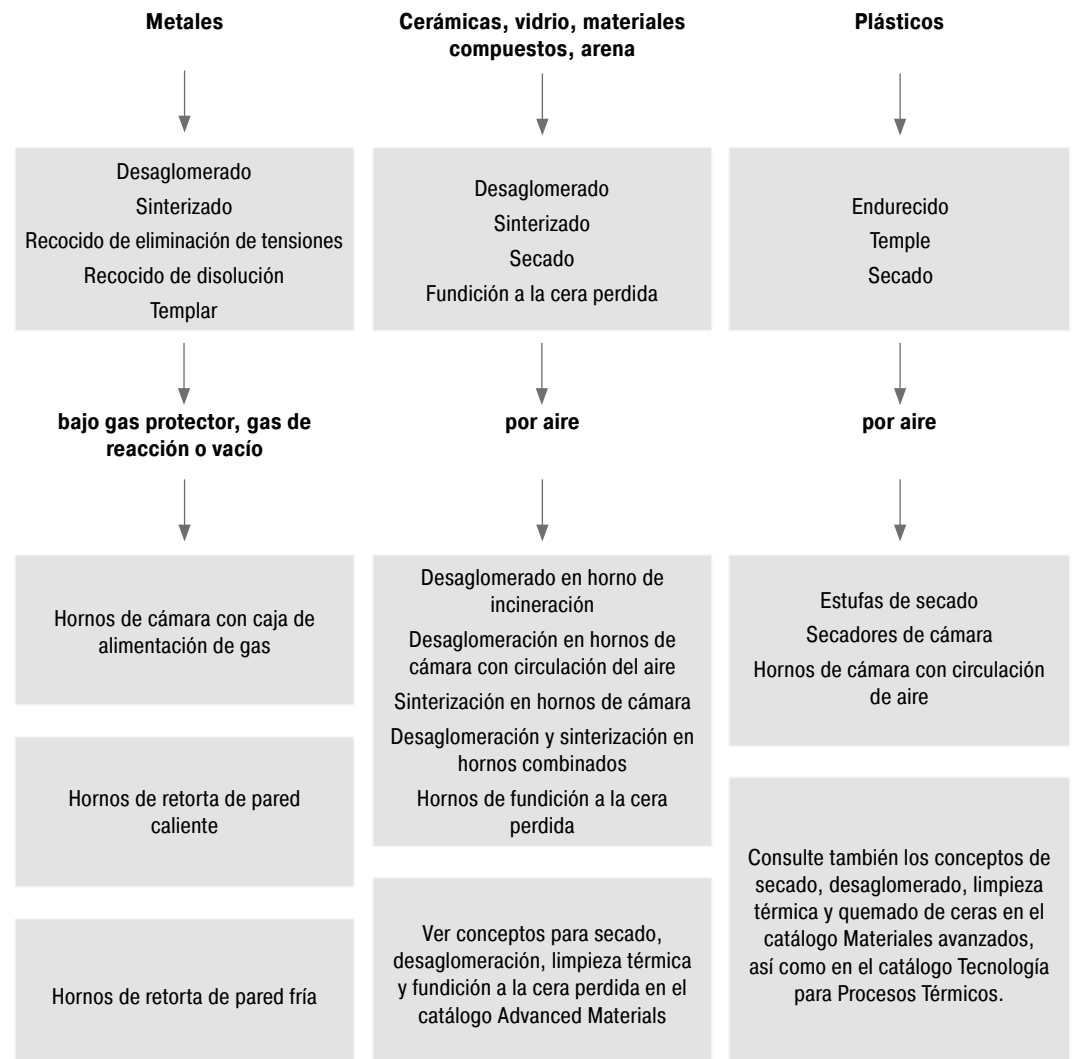 Metales
Desaglomerado
Sinterizado
Recocido de eliminación de tensiones
Recocido de disolución
Templar
bajo gas protector, gas de
reacción o vacío
Hornos de cámara con caja de
alimentación de gas
Hornos de retorta de pared
caliente
Hornos de retorta de pared fría
Cerámicas, vidrio, materiales
compuestos, arena
Desaglomerado
Sinterizado
Secado
Fundición a la cera perdida
por aire
Desaglomerado en horno de
incineración
Desaglomeración en hornos de
cámara con circulación del aire
Sinterización en hornos de cámara
Desaglomeración y sinterización en
hornos combinados
Hornos de fundición a la cera
perdida
Ver conceptos para secado,
desaglomeración, limpieza térmica
y fundición a la cera perdida en el
catálogo Advanced Materials
Plásticos
Endurecido
Temple
Secado
por aire
Estufas de secado
Secadores de cámara
Hornos de cámara con circulación
de aire
Consulte también los conceptos de
secado, desaglomerado, limpieza
térmica y quemado de ceras en el
catálogo Materiales avanzados,
así como en el catálogo Tecnología
para Procesos Térmicos.